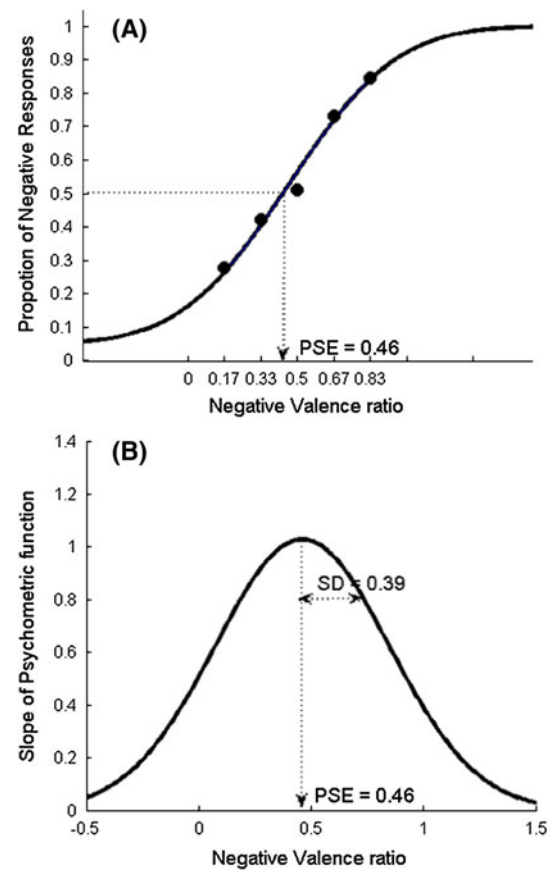 (A)
Propotion of Negative Responses
1
0.9
0.8
0.7
0.6
0.5
0.4
0.3
0.2
0.1
0
PSE = 0.46
0 0.17 0.33 0.5 0.67 0.83
Negative Valence ratio
(B)
Slope of Psychometric function
1.4
1.2
1
0.8
0.6
0.4
0.2
0
SD = 0.39
PSE = 0.46
-0.5 0 0.5 1 1.5
Negative Valence ratio